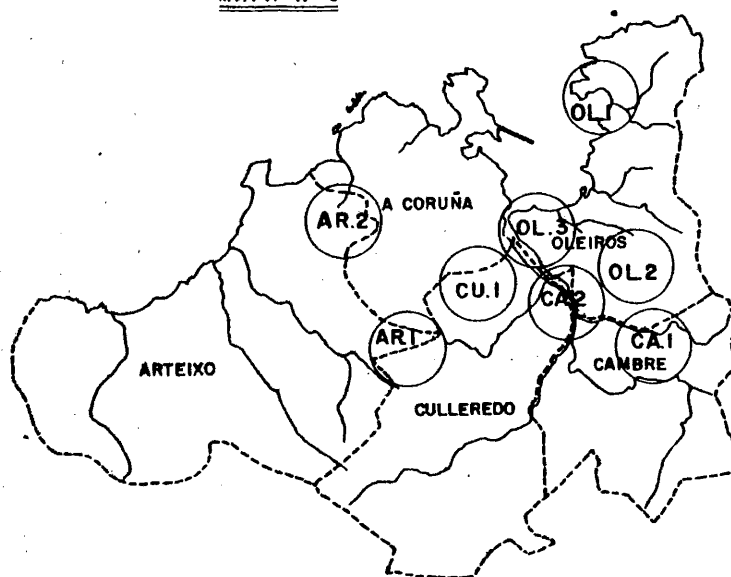 OL.1
A CORUÑA
AR.2
OL.3
OLEIROS
OL.2
CU.1
CA.2
AR.1
CA.1
CAMBRE
ARTEIXO
CULLEREDO